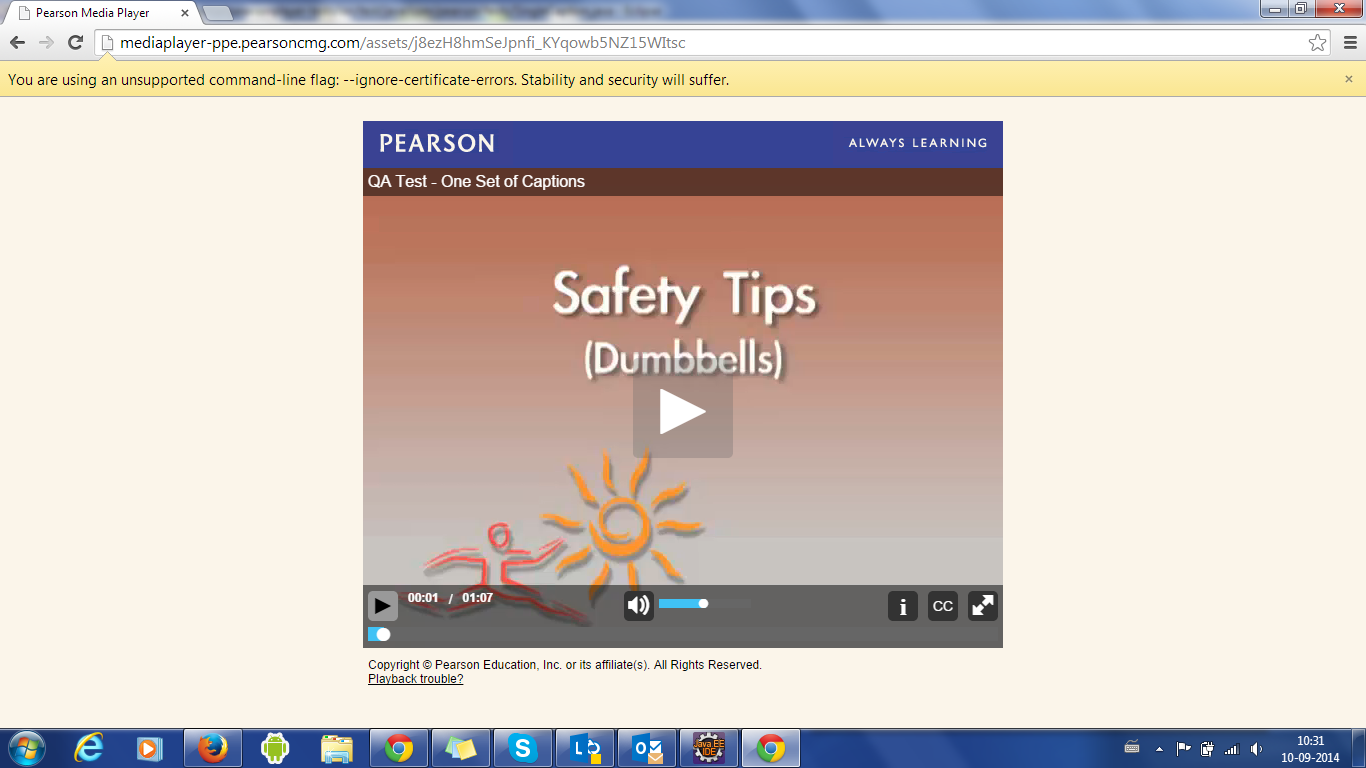 Pearson Media Player
mediaplayer-ppe.pearsoncmg.com/assets/j8ezH8hmSeJpnfi_KYqowb5NZ15WItsc
You are using an unsupported command-line flag: --ignore-certificate-errors. Stability and security will suffer.
PEARSON
ALWAYS LEARNING
QA Test - One Set of Captions
Safety Tips
(Dumbbells)
00:01 / 01:07
i
CC
Copyright © Pearson Education, Inc. or its affiliate(s). All Rights Reserved.
Playback trouble?
Java EE
IDE
10:31
10-09-2014